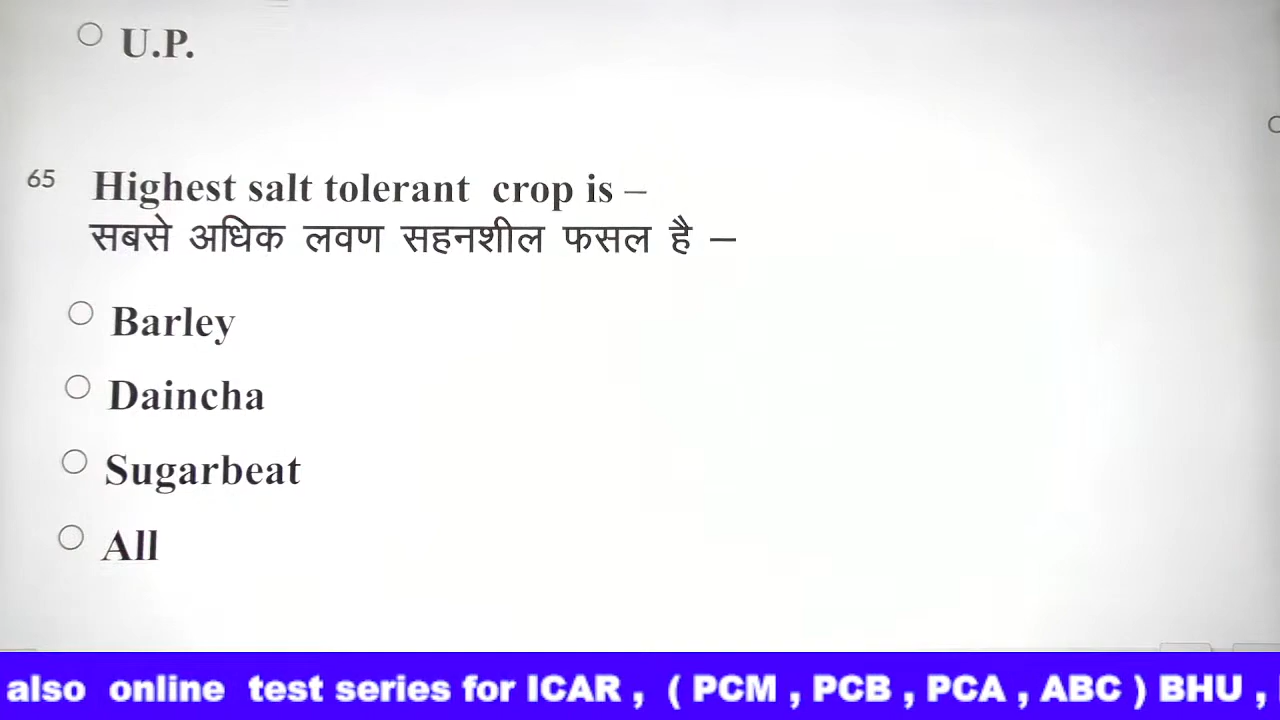 U.P.
65 Highest salt tolerant crop is –
सबसे अधिक लवण सहनशील फसल है –
Barley
Daincha
Sugarbeat
All
also online test series for ICAR , ( PCM , PCB , PCA , ABC ) BHU ,